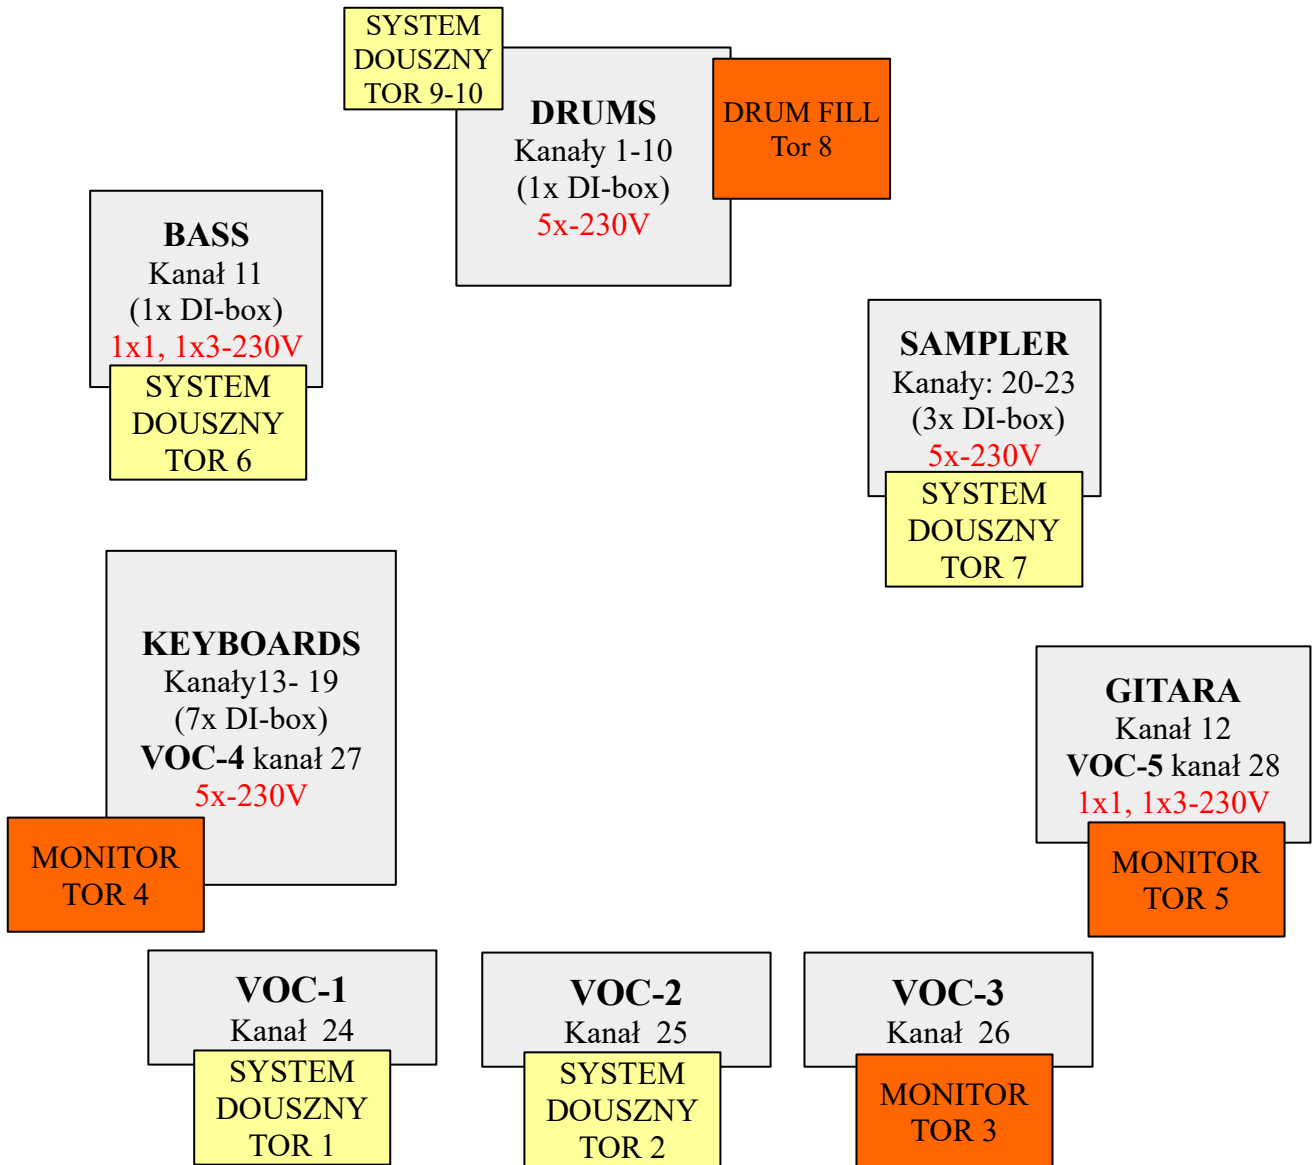 SYSTEM
DOUSZNY
TOR 9-10
DRUMS
Kanały 1-10
(1x DI-box)
5x-230V
DRUM FILL
Tor 8
BASS
Kanał 11
(1x DI-box)
1x1, 1x3-230V
SYSTEM
DOUSZNY
TOR 6
SAMPLER
Kanały: 20-23
(3x DI-box)
5x-230V
SYSTEM
DOUSZNY
TOR 7
KEYBOARDS
Kanały13- 19
(7x DI-box)
VOC-4 kanał 27
5x-230V
MONITOR
TOR 4
GITARA
Kanał 12
VOC-5 kanał 28
1x1, 1x3-230V
MONITOR
TOR 5
VOC-1
Kanał 24
SYSTEM
DOUSZNY
TOR 1
VOC-2
Kanał 25
SYSTEM
DOUSZNY
TOR 2
VOC-3
Kanał 26
MONITOR
TOR 3